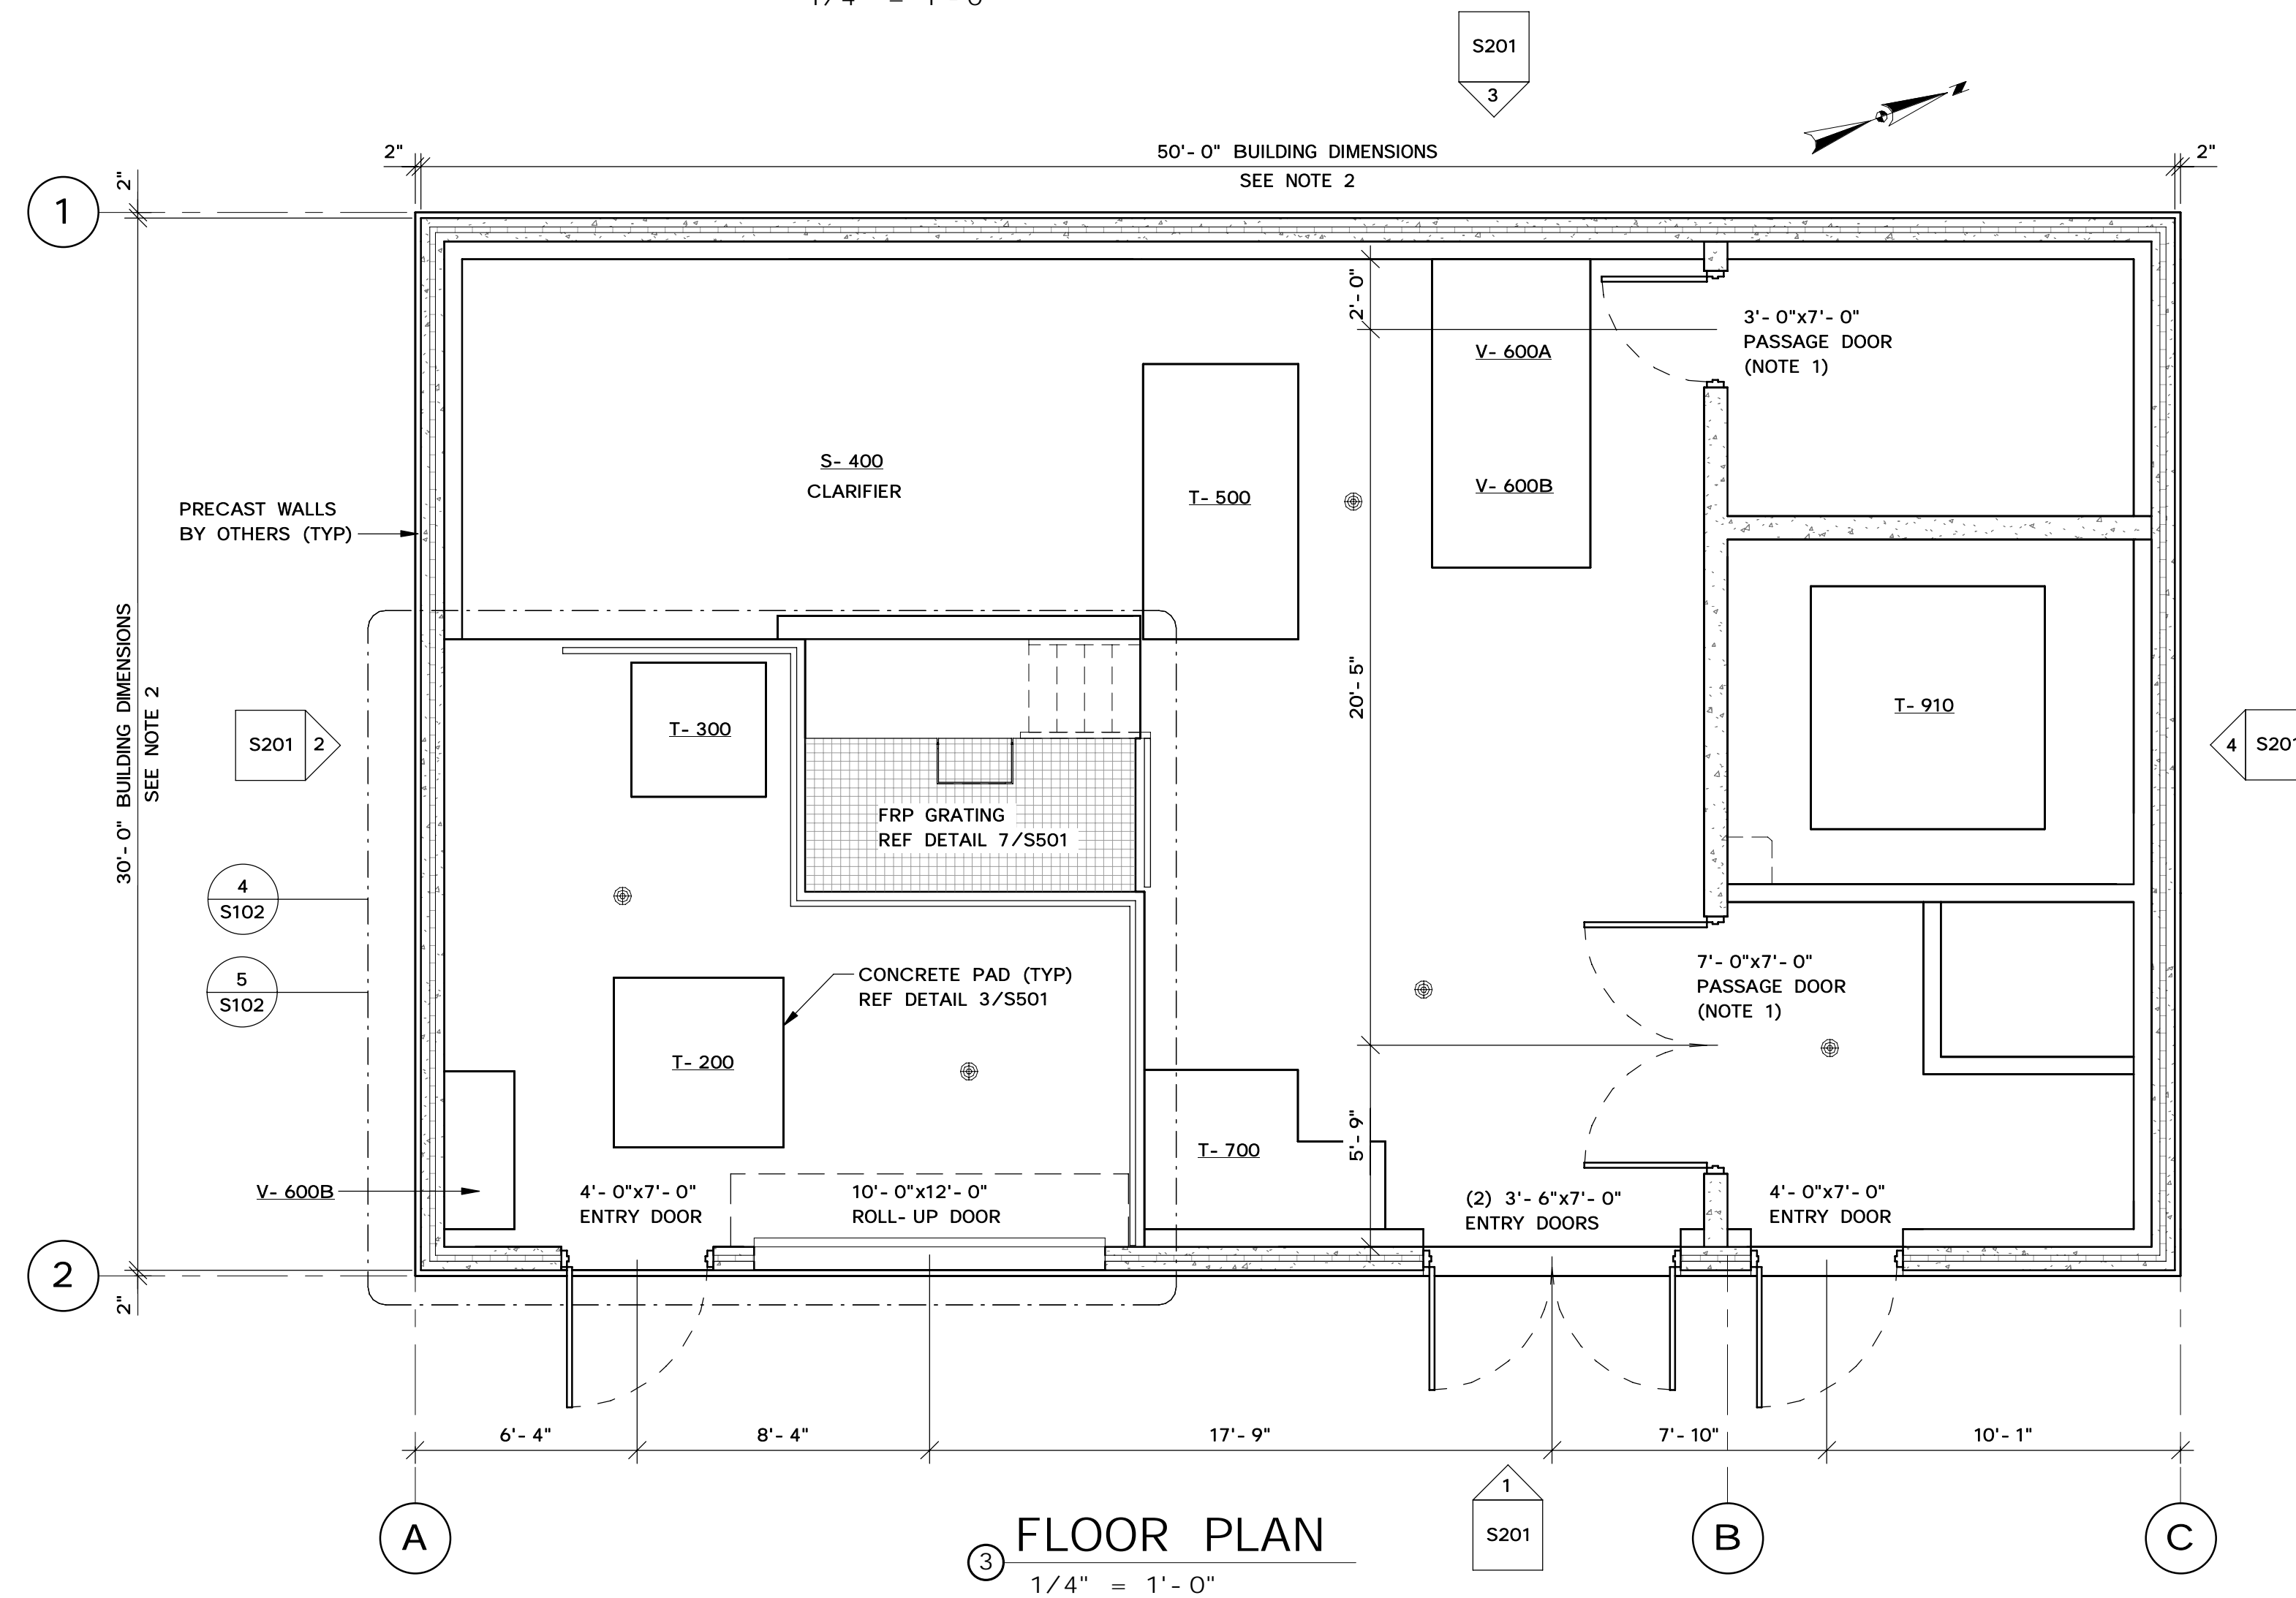 1/4" = 1'-0"
S201
3
N
2"
50'-0" BUILDING DIMENSIONS
SEE NOTE 2
2"
2"
1
2'-0"
3'-0"x7'-0"
PASSAGE DOOR
(NOTE 1)
V-600A
S-400
CLARIFIER
T-500
V-600B
PRECAST WALLS
BY OTHERS (TYP)
30'-0" BUILDING DIMENSIONS
SEE NOTE 2
20'-5"
T-300
T-910
S201
2
4
S201
FRP GRATING
REF DETAIL 7/S501
4
S102
5
S102
CONCRETE PAD (TYP)
REF DETAIL 3/S501
7'-0"x7'-0"
PASSAGE DOOR
(NOTE 1)
T-200
5'-9"
T-700
V-600B
4'-0"x7'-0"
ENTRY DOOR
10'-0"x12'-0"
ROLL-UP DOOR
(2) 3'-6"x7'-0"
ENTRY DOORS
4'-0"x7'-0"
ENTRY DOOR
2
2"
6'-4"
8'-4"
17'-9"
7'-10"
10'-1"
1
S201
A
B
C
3
FLOOR PLAN
1/4" = 1'-0"